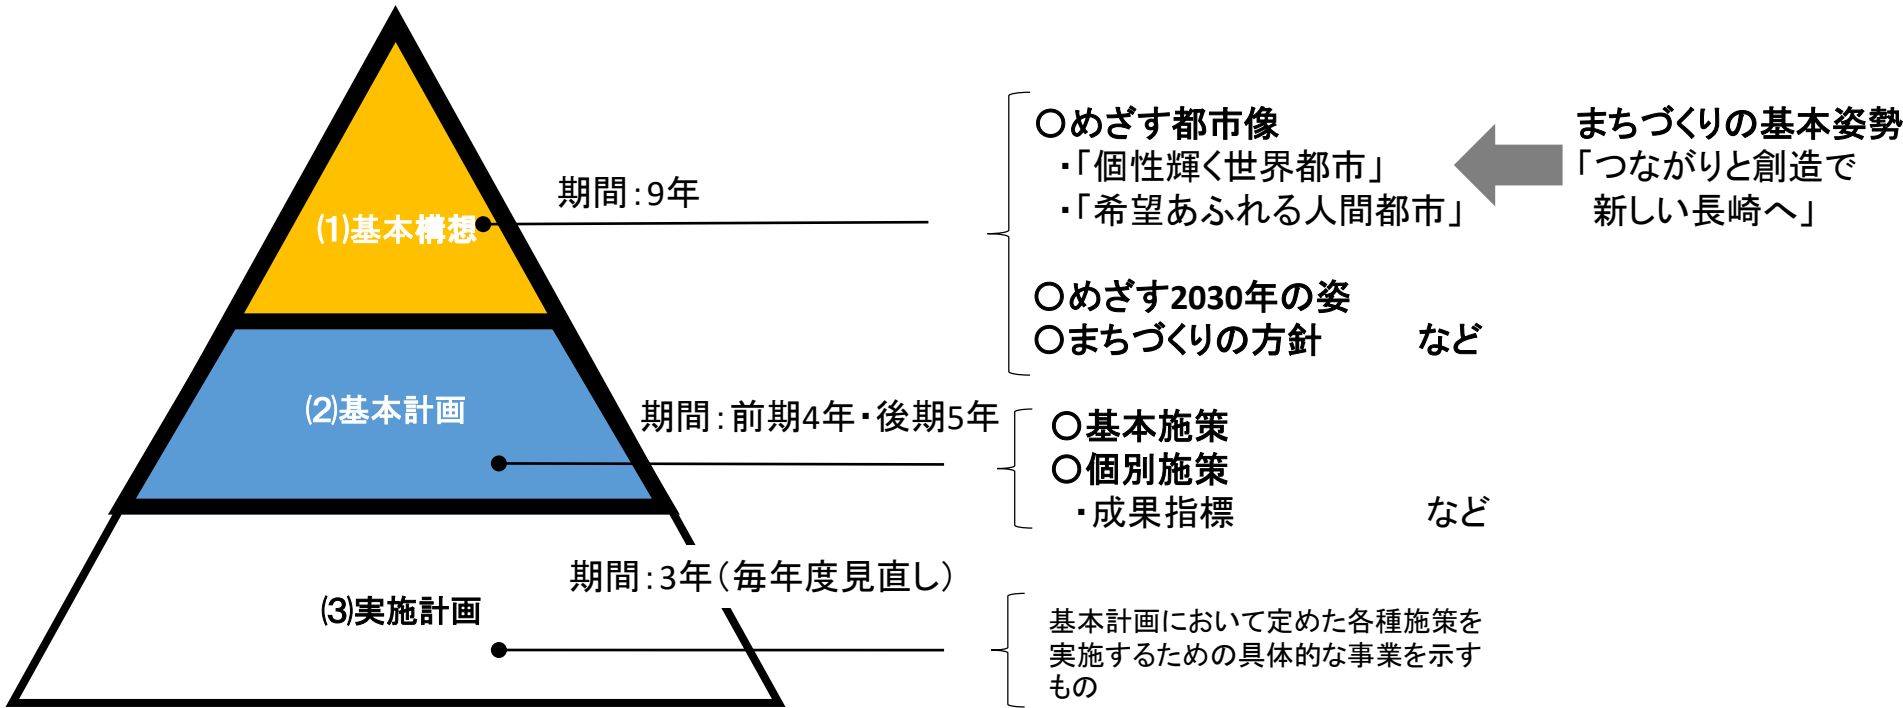 ⑴基本構想
期間：9年
○めざす都市像
・「個性輝く世界都市」
・「希望あふれる人間都市」
まちづくりの基本姿勢
「つながりと創造で
新しい長崎へ」
○めざす2030年の姿
○まちづくりの方針　　など
⑵基本計画
期間：前期4年・後期5年
○基本施策
○個別施策
・成果指標　　など
⑶実施計画
期間：3年（毎年度見直し）
基本計画において定めた各種施策を
実施するための具体的な事業を示す
もの